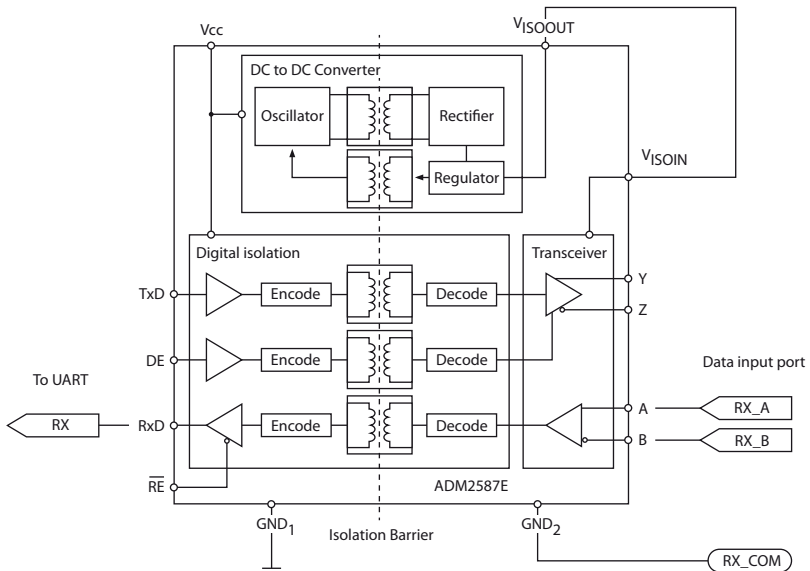 Vcc
VISOOUT
DC to DC Converter
Oscillator
Rectifier
Regulator
VISOIN
Digital isolation
Transceiver
TxD
Encode
Decode
Y
Z
DE
Encode
Decode
To UART
Data input port
RX
RxD
Encode
Decode
A
RX_A
B
RX_B
RE
ADM2587E
GND1
GND2
Isolation Barrier
RX_COM